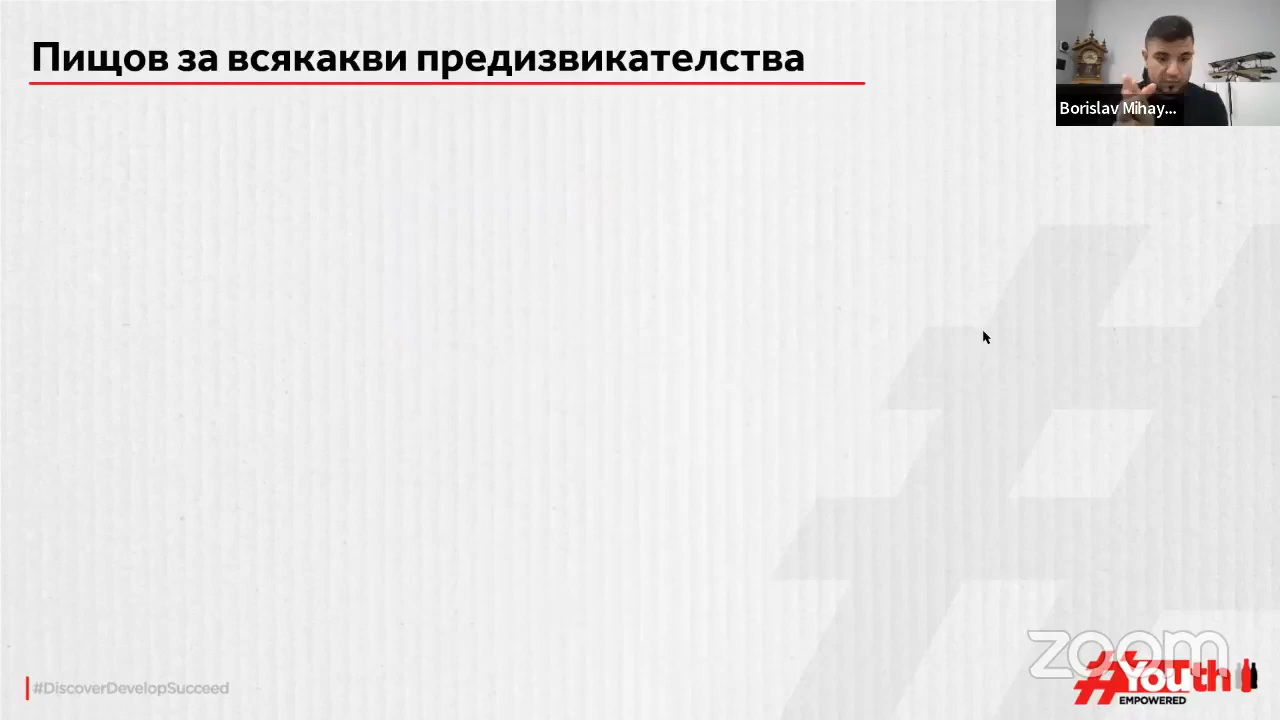 Пищов за всякакви предизвикателства
Borislav Mihay...
#DiscoverDevelopSucceed
zoom
#Youth
EMPOWERED